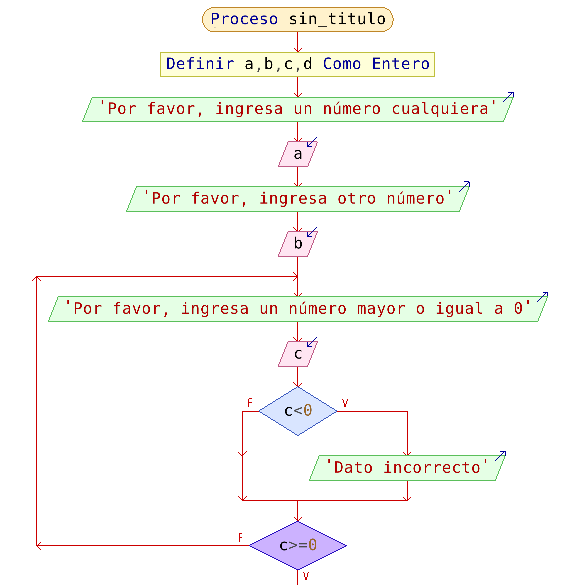 Proceso sin_titulo
Definir a,b,c,d Como Entero
'Por favor, ingresa un número cualquiera'
a
'Por favor, ingresa otro número'
b
'Por favor, ingresa un número mayor o igual a 0'
c
F
V
c<0
'Dato incorrecto'
F
c>=0
V